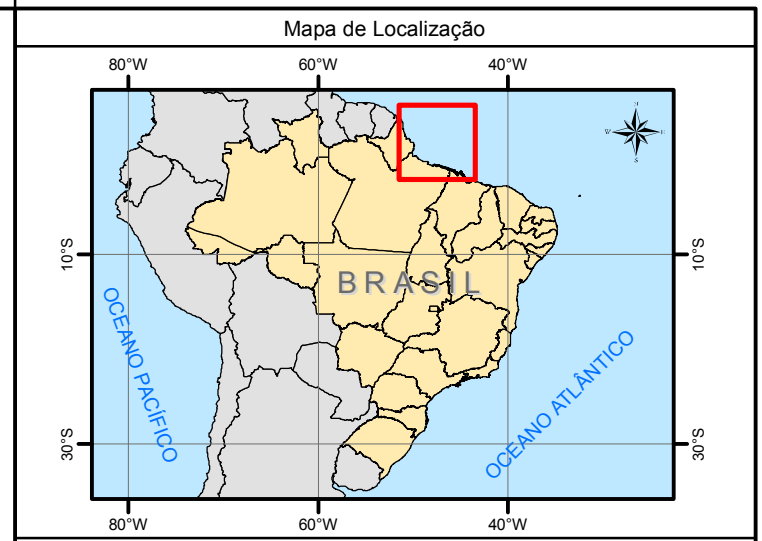 Mapa de Localização
80°W 60°W 40°W
N
W E
S
10°S 10°S
BRASIL
OCEANO PACÍFICO
OCEANO ATLÂNTICO
30°S 30°S
80°W 60°W 40°W